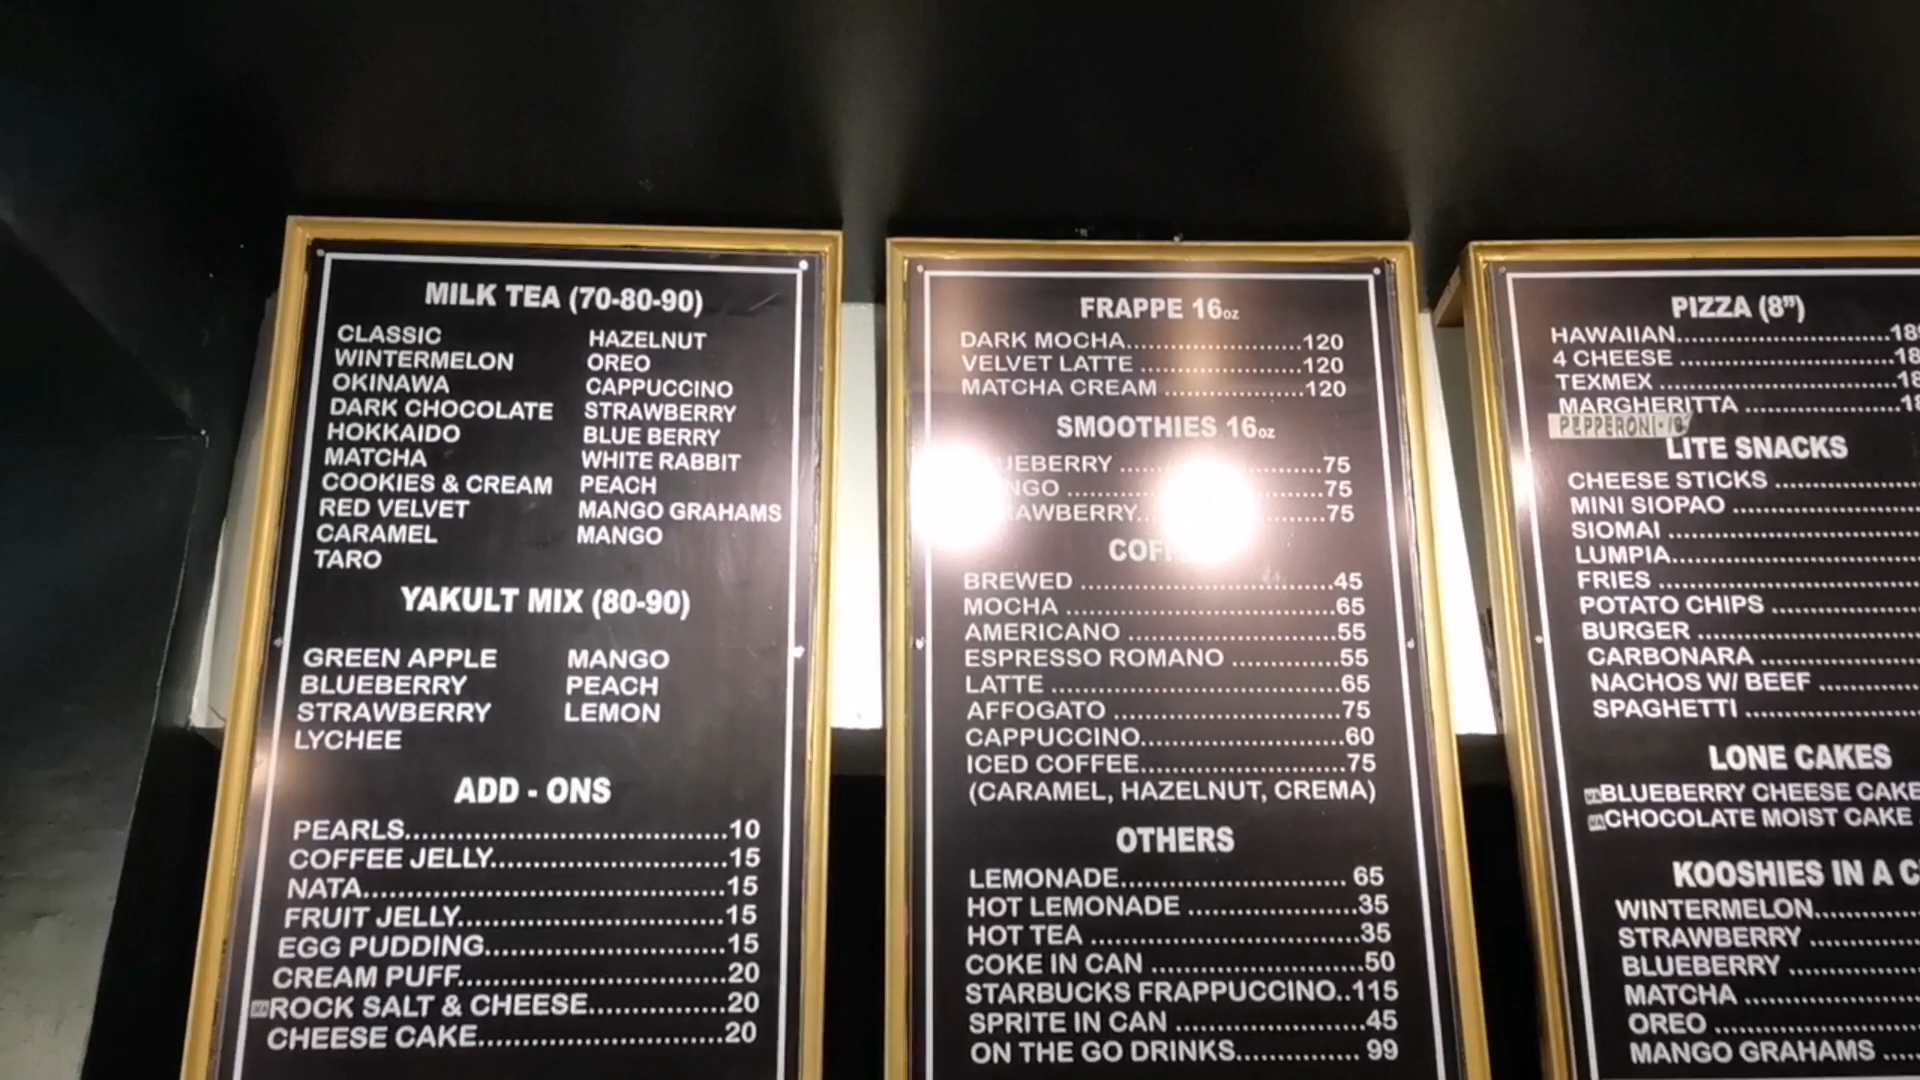 MILK TEA (70-80-90)
CLASSIC
WINTERMELON
OKINAWA
DARK CHOCOLATE
HOKKAIDO
MATCHA
COOKIES & CREAM
RED VELVET
CARAMEL
TARO
HAZELNUT
OREO
CAPPUCCINO
STRAWBERRY
BLUE BERRY
WHITE RABBIT
PEACH
MANGO GRAHAMS
MANGO
YAKULT MIX (80-90)
GREEN APPLE
BLUEBERRY
STRAWBERRY
LYCHEE
MANGO
PEACH
LEMON
ADD - ONS
PEARLS..............................10
COFFEE JELLY......................15
NATA..................................15
FRUIT JELLY.........................15
EGG PUDDING......................15
CREAM PUFF........................20
ROCK SALT & CHEESE.............20
CHEESE CAKE.......................20
FRAPPE 16oz
DARK MOCHA........................120
VELVET LATTE ......................120
MATCHA CREAM ....................120
SMOOTHIES 16oz
........................75
........................75
........................75
BREWED ..............................45
MOCHA ...............................65
AMERICANO .........................55
ESPRESSO ROMANO ..............55
LATTE .................................65
AFFOGATO ..........................75
CAPPUCCINO........................60
ICED COFFEE........................75
(CARAMEL, HAZELNUT, CREMA)
OTHERS
LEMONADE.......................... 65
HOT LEMONADE ....................35
HOT TEA .............................35
COKE IN CAN .......................50
STARBUCKS FRAPPUCCINO..115
SPRITE IN CAN .....................45
ON THE GO DRINKS.............. 99
PIZZA (8”)
HAWAIIAN...........................
4 CHEESE ...........................
TEXMEX .............................
MARGHERITTA ....................
PEPPERONI
LITE SNACKS
CHEESE STICKS ..................
MINI SIOPAO ......................
SIOMAI ..............................
LUMPIA..............................
FRIES ................................
POTATO CHIPS ...................
BURGER ............................
CARBONARA ......................
NACHOS W/ BEEF ...............
SPAGHETTI ........................
LONE CAKES
BLUEBERRY CHEESE CAKE
CHOCOLATE MOIST CAKE
KOOSHIES IN A
WINTERMELON...................
STRAWBERRY ....................
BLUEBERRY .......................
MATCHA ............................
OREO ................................
MANGO GRAHAMS ....